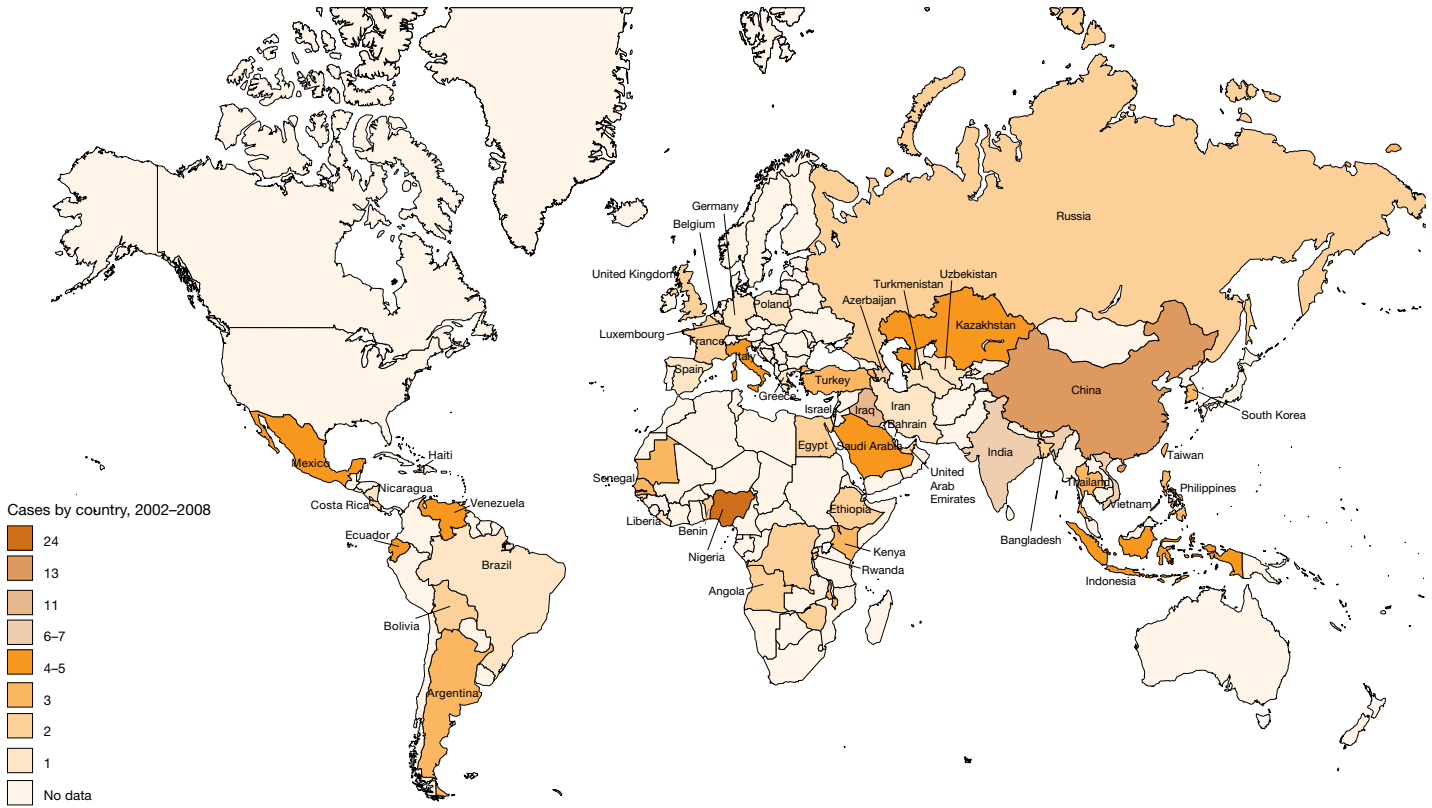 Germany
Belgium
Russia
United Kingdom
Uzbekistan
Turkmenistan
Azerbaijan
Poland
Luxembourg
Kazakhstan
France
Italy
Spain
Turkey
China
Greece
Israel
Iraq
Iran
South Korea
Bahrain
Egypt
Saudi Arabia
India
Haiti
Taiwan
Mexico
United
Arab
Emirates
Senegal
Thailand
Nicaragua
Philippines
Costa Rica
Venezuela
Vietnam
Ethiopia
Liberia
Benin
Ecuador
Bangladesh
Nigeria
Kenya
Brazil
Rwanda
Indonesia
Angola
Bolivia
Argentina
Cases by country, 2002–2008
24
13
11
6–7
4–5
3
2
1
No data